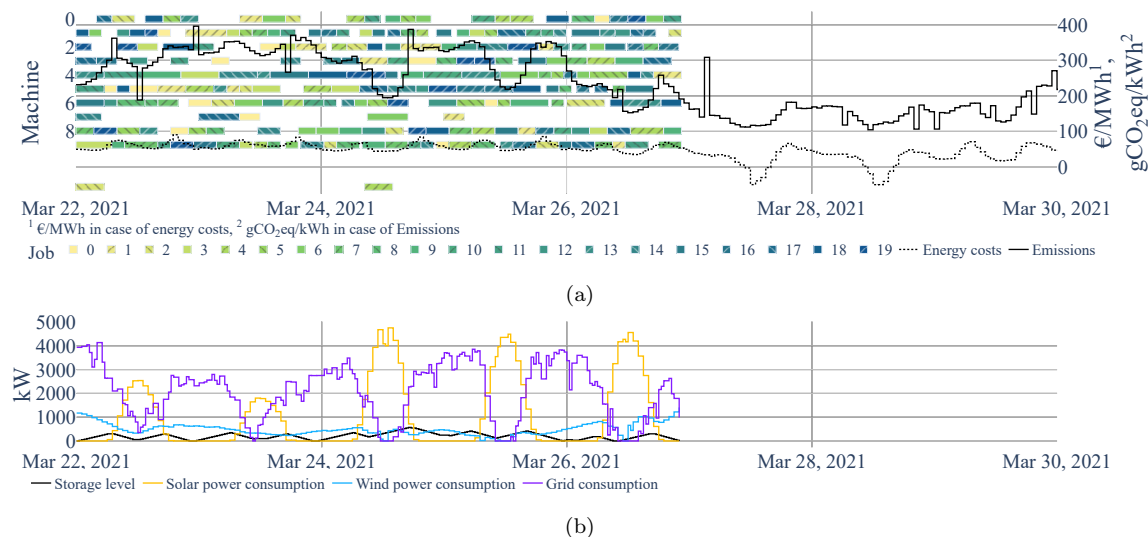 0
2
4
6
8
Machine
400
300
200
100
0
€/MWh¹,
gCO₂eq/kWh²
Mar 22, 2021 Mar 24, 2021 Mar 26, 2021 Mar 28, 2021 Mar 30, 2021
¹ €/MWh in case of energy costs, ² gCO₂eq/kWh in case of Emissions
Job 0 1 2 3 4 5 6 7 8 9 10 11 12 13 14 15 16 17 18 19 Energy costs Emissions
(a)
5000
4000
3000
2000
1000
0
kW
Mar 22, 2021 Mar 24, 2021 Mar 26, 2021 Mar 28, 2021 Mar 30, 2021
Storage level Solar power consumption Wind power consumption Grid consumption
(b)